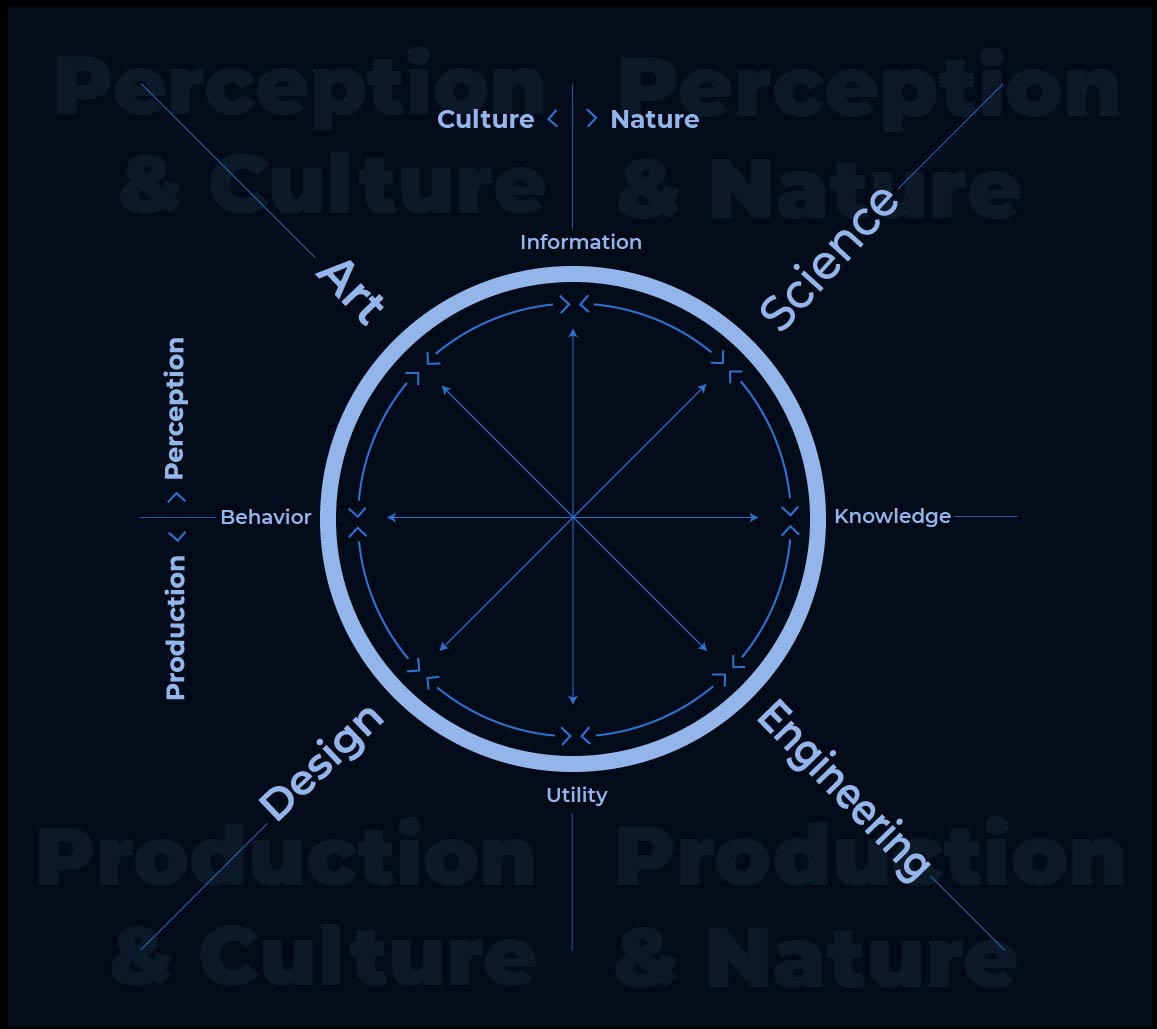 Perception
& Culture
Perception
& Nature
Culture
Nature
Information
Art
Science
Perception
Behavior
Knowledge
Production
Design
Engineering
Utility
Production
& Culture
Production
& Nature